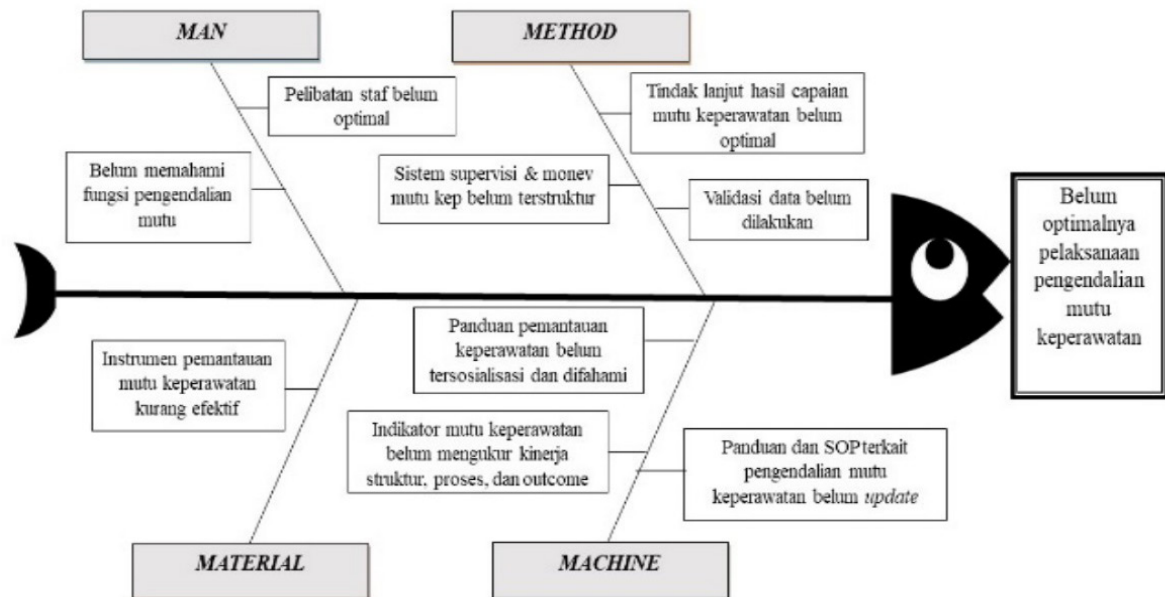 MAN
METHOD
Pelibatan staf belum
optimal
Belum memahami
fungsi pengendalian
mutu
Tindak lanjut hasil capaian
mutu keperawatan belum
optimal
Sistem supervisi & monev
mutu kep belum terstruktur
Validasi data belum
dilakukan
Belum
optimalnya
pelaksanaan
pengendalian
mutu
keperawatan
Instrumen pemantauan
mutu keperawatan
kurang efektif
Panduan pemantauan
keperawatan belum
tersosialisasi dan difahami
Indikator mutu keperawatan
belum mengukur kinerja
struktur, proses, dan outcome
Panduan dan SOP terkait
pengendalian mutu
keperawatan belum update
MATERIAL
MACHINE